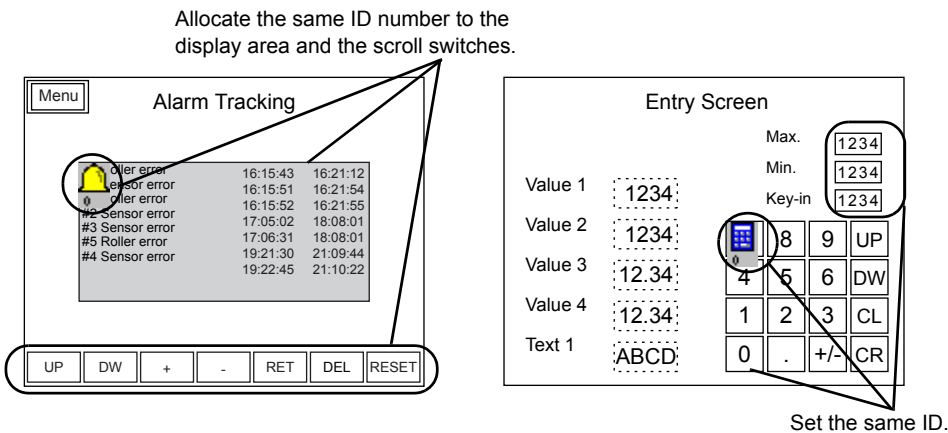 Allocate the same ID number to the
display area and the scroll switches.
Menu
Alarm Tracking
oller error 16:15:43 16:21:12
ensor error 16:15:51 16:21:54
oller error 16:15:52 16:21:55
#2 Sensor error 17:05:02 18:08:01
#3 Sensor error 17:06:31 18:08:01
#5 Roller error 19:21:30 21:09:44
#4 Sensor error 19:22:45 21:10:22
0
UP DW + - RET DEL RESET
Entry Screen
Max. 1234
Min. 1234
Key-in 1234
Value 1 1234
Value 2 1234
Value 3 12.34
Value 4 12.34
Text 1 ABCD
0
8 9 UP
4 5 6 DW
1 2 3 CL
0 . +/- CR
Set the same ID.